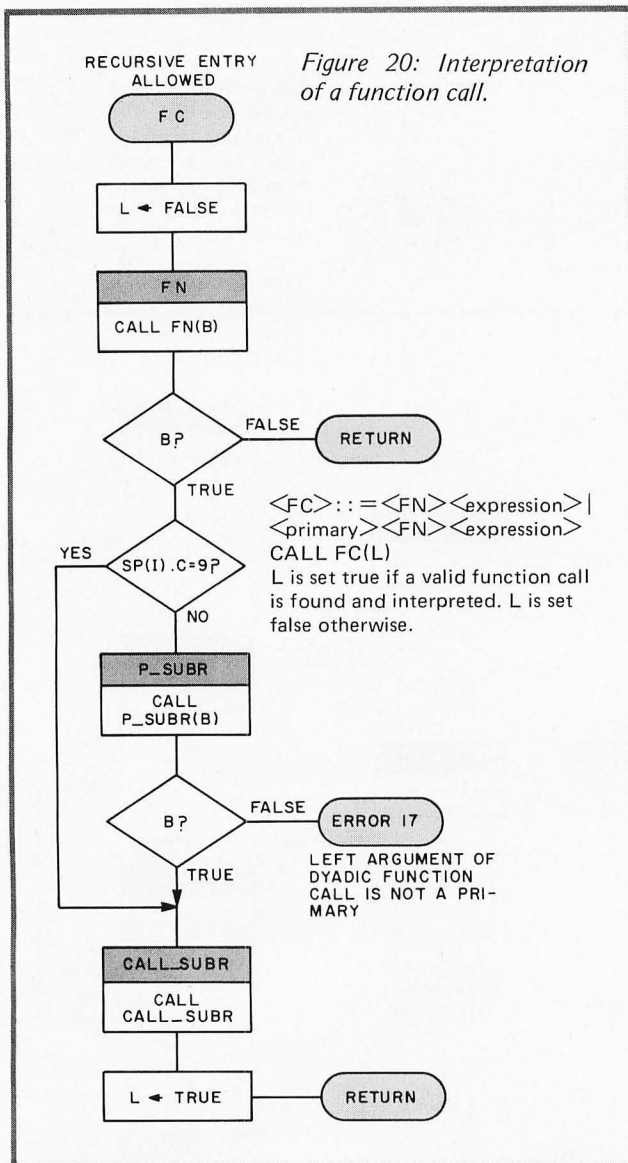 RECURSIVE ENTRY
ALLOWED
Figure 20: Interpretation
of a function call.
FC
L ← FALSE
FN
CALL FN(B)
B?
FALSE
RETURN
TRUE
<FC>::=<FN><expression>|
<primary><FN><expression>
CALL FC(L)
L is set true if a valid function call
is found and interpreted. L is set
false otherwise.
YES
SP(I).C=9?
NO
P_SUBR
CALL
P_SUBR(B)
B?
FALSE
ERROR 17
TRUE
LEFT ARGUMENT OF
DYADIC FUNCTION
CALL IS NOT A PRI-
MARY
CALL_SUBR
CALL
CALL_SUBR
L ← TRUE
RETURN